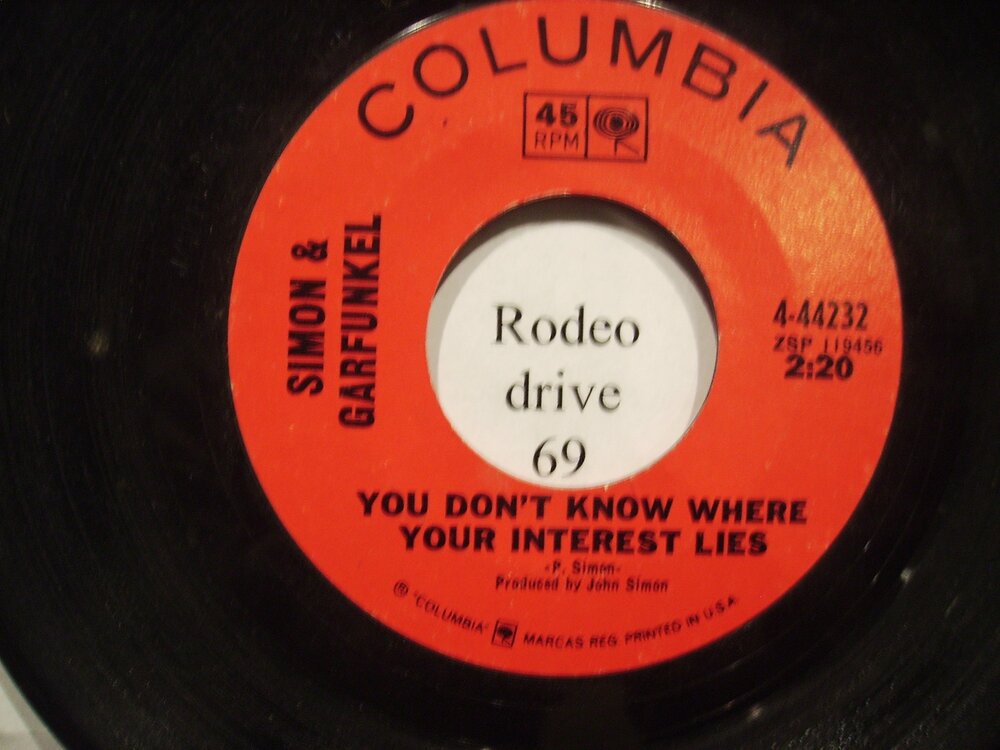 COLUMBIA
45
RPM
SIMON &
GARFUNKEL
4-44232
ZSP 119456
2:20
Rodeo
drive
69
YOU DON'T KNOW WHERE
YOUR INTEREST LIES
-P. Simon-
Produced by John Simon
® "COLUMBIA" MARCAS REG. PRINTED IN U.S.A.